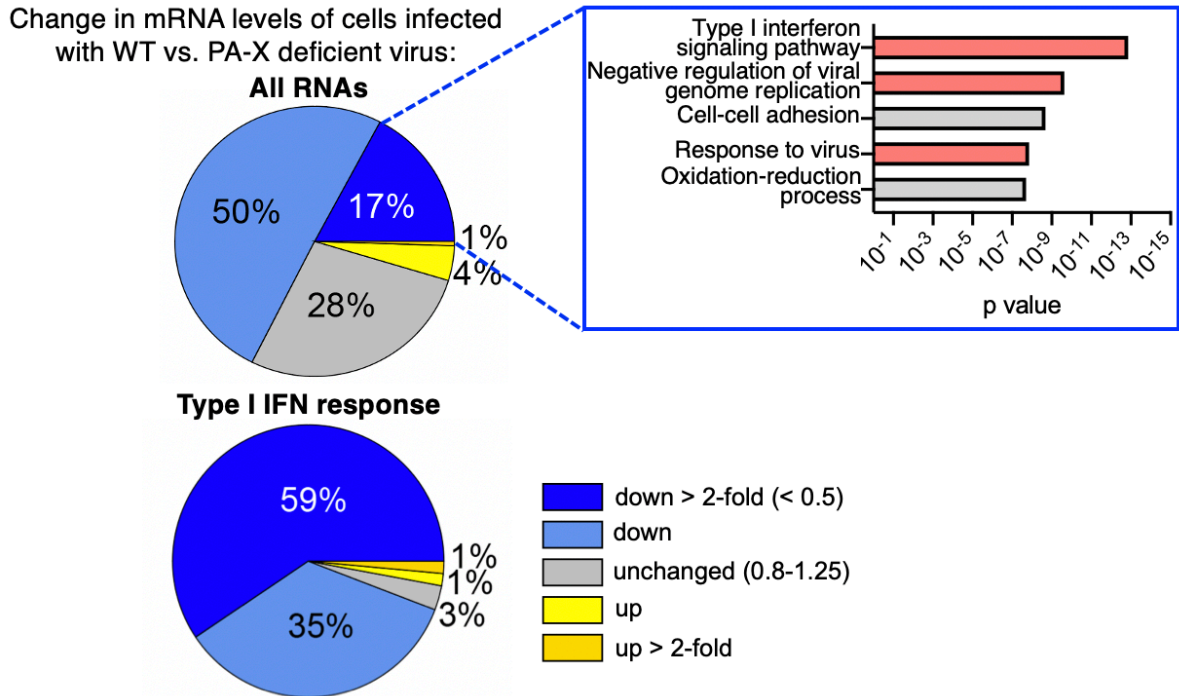 Change in mRNA levels of cells infected
with WT vs. PA-X deficient virus:
All RNAs
50%
17%
1%
4%
28%
Type I interferon
signaling pathway
Negative regulation of viral
genome replication
Cell-cell adhesion
Response to virus
Oxidation-reduction
process
10-1
10-3
10-5
10-7
10-9
10-11
10-13
10-15
p value
Type I IFN response
59%
1%
1%
3%
35%
down > 2-fold (< 0.5)
down
unchanged (0.8-1.25)
up
up > 2-fold